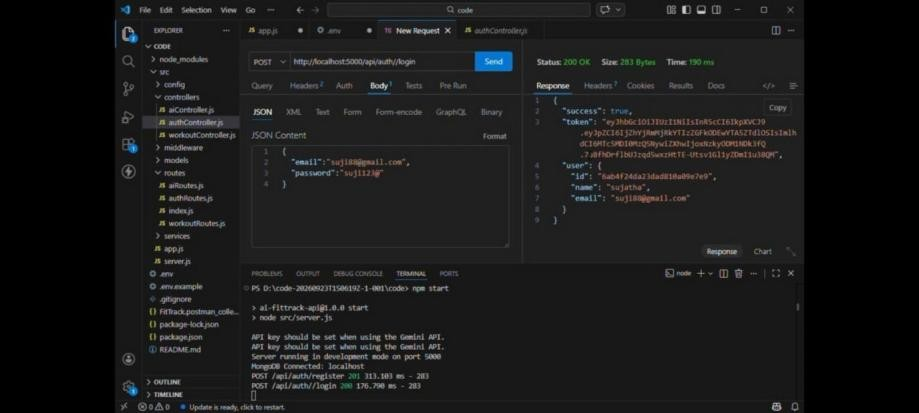 File Edit Selection View Go ...
code
EXPLORER
CODE
node_modules
src
config
controllers
JS aiController.js
JS authController.js
JS workoutController.js
middleware
models
routes
JS aiRoutes.js
JS authRoutes.js
JS index.js
JS workoutRoutes.js
services
JS app.js
JS server.js
.env
.env.example
.gitignore
FitTrack.postman_colle...
package-lock.json
package.json
README.md
OUTLINE
TIMELINE
JS app.js
.env
New Request
JS authController.js
POST http://localhost:5000/api/auth//login Send
Query Headers 2 Auth Body 1 Tests Pre Run
JSON XML Text Form Form-encode GraphQL Binary
JSON Content Format
1 {
2 "email":"suji88@gmail.com",
3 "password":"suji123@"
4 }
Status: 200 OK Size: 283 Bytes Time: 190 ms
Response Headers 7 Cookies Results Docs
Copy
1 {
2 "success": true,
3 "token":
4 "user": {
5 "id": "6ab4f24da23dad810a09e7e9",
6 "name": "sujatha",
7 "email": "suji88@gmail.com"
8 }
9 }
Response Chart
PROBLEMS OUTPUT DEBUG CONSOLE TERMINAL PORTS
node
PS D:\code-20260923T150619Z-1-001\code> npm start
> ai-fittrack-api@1.0.0 start
> node src/server.js
API key should be set when using the Gemini API.
API key should be set when using the Gemini API.
Server running in development mode on port 5000
MongoDB Connected: localhost
POST /api/auth/register 201 313.103 ms - 283
POST /api/auth//login 200 176.790 ms - 283
0 0 Update is ready, click to restart.